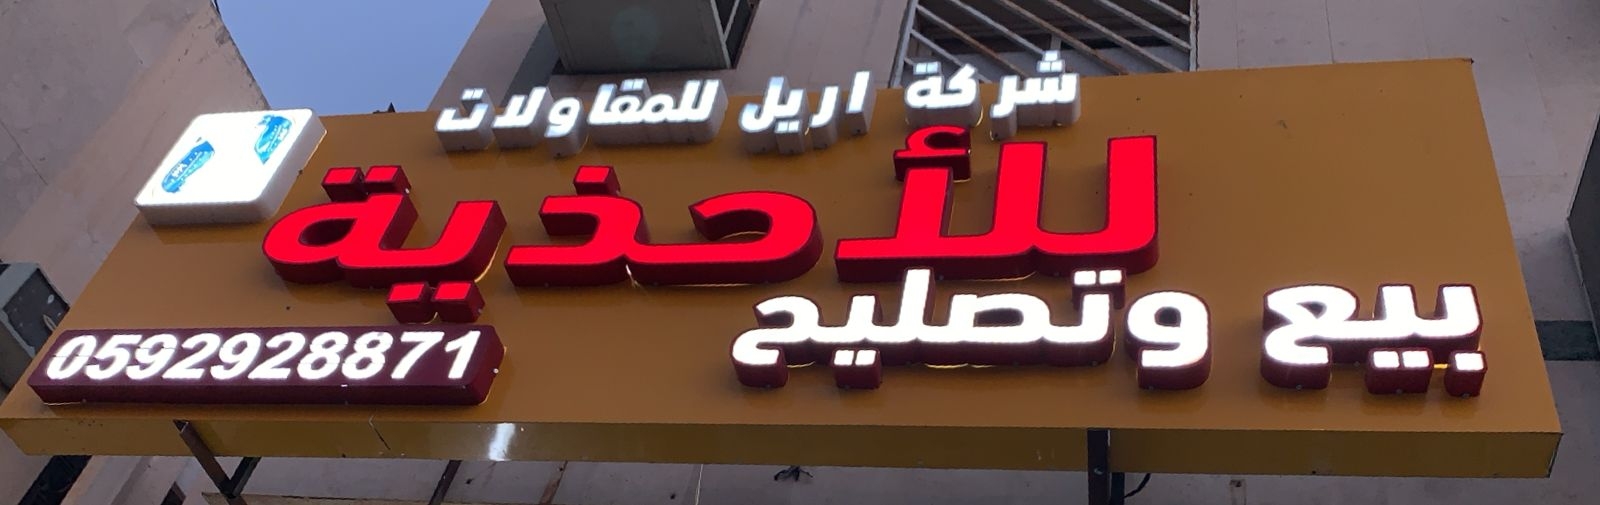 شركة اريل للمقاولات
للأحذية
بيع وتصليح
0592928871